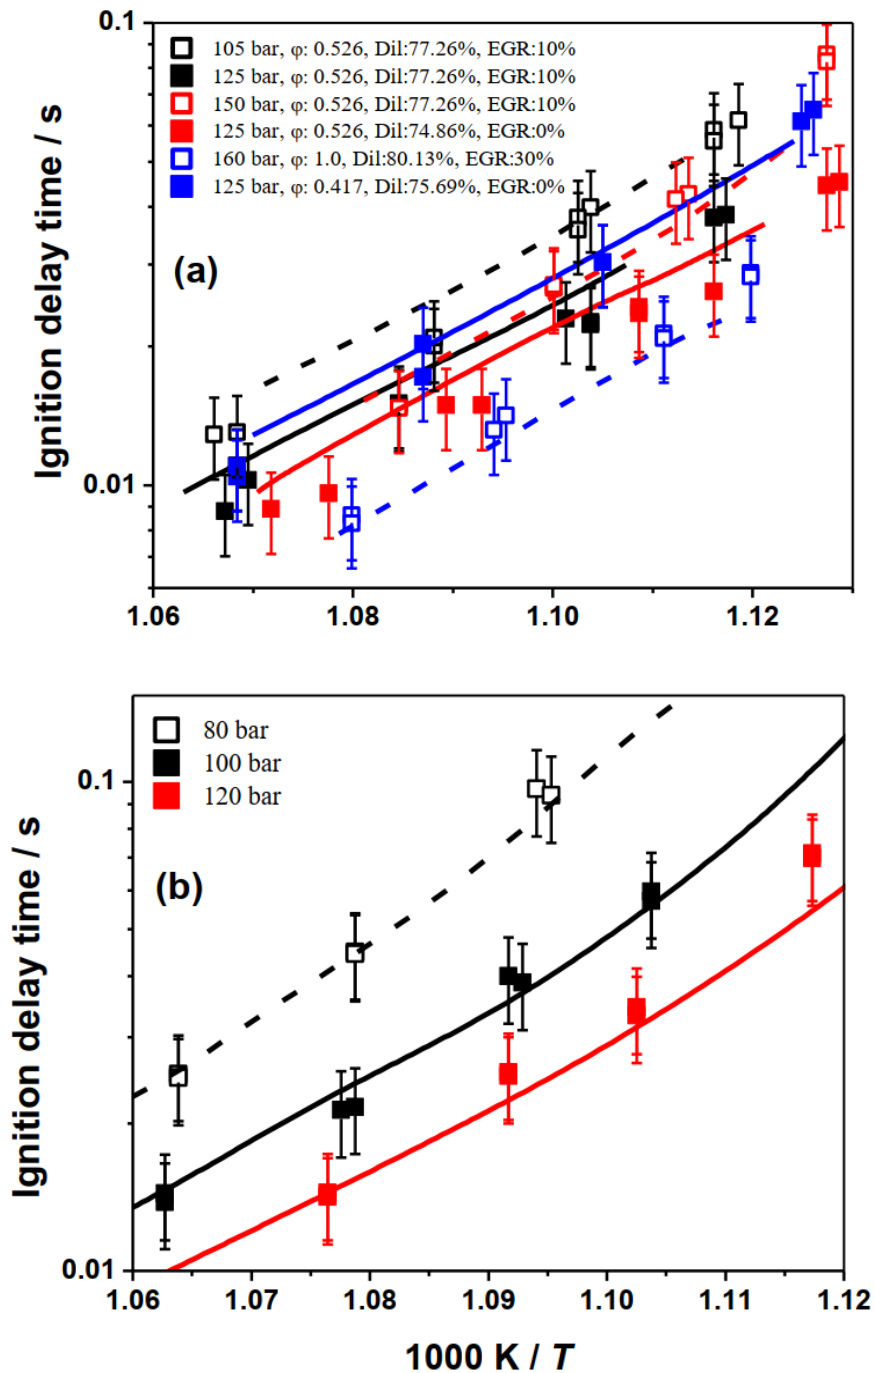 0.1
105 bar, φ: 0.526, Dil:77.26%, EGR:10%
125 bar, φ: 0.526, Dil:77.26%, EGR:10%
150 bar, φ: 0.526, Dil:77.26%, EGR:10%
125 bar, φ: 0.526, Dil:74.86%, EGR:0%
160 bar, φ: 1.0, Dil:80.13%, EGR:30%
125 bar, φ: 0.417, Dil:75.69%, EGR:0%
(a)
Ignition delay time / s
0.01
1.06 1.08 1.10 1.12
80 bar
100 bar
120 bar
0.1
(b)
Ignition delay time / s
0.01
1.06 1.07 1.08 1.09 1.10 1.11 1.12
1000 K / T